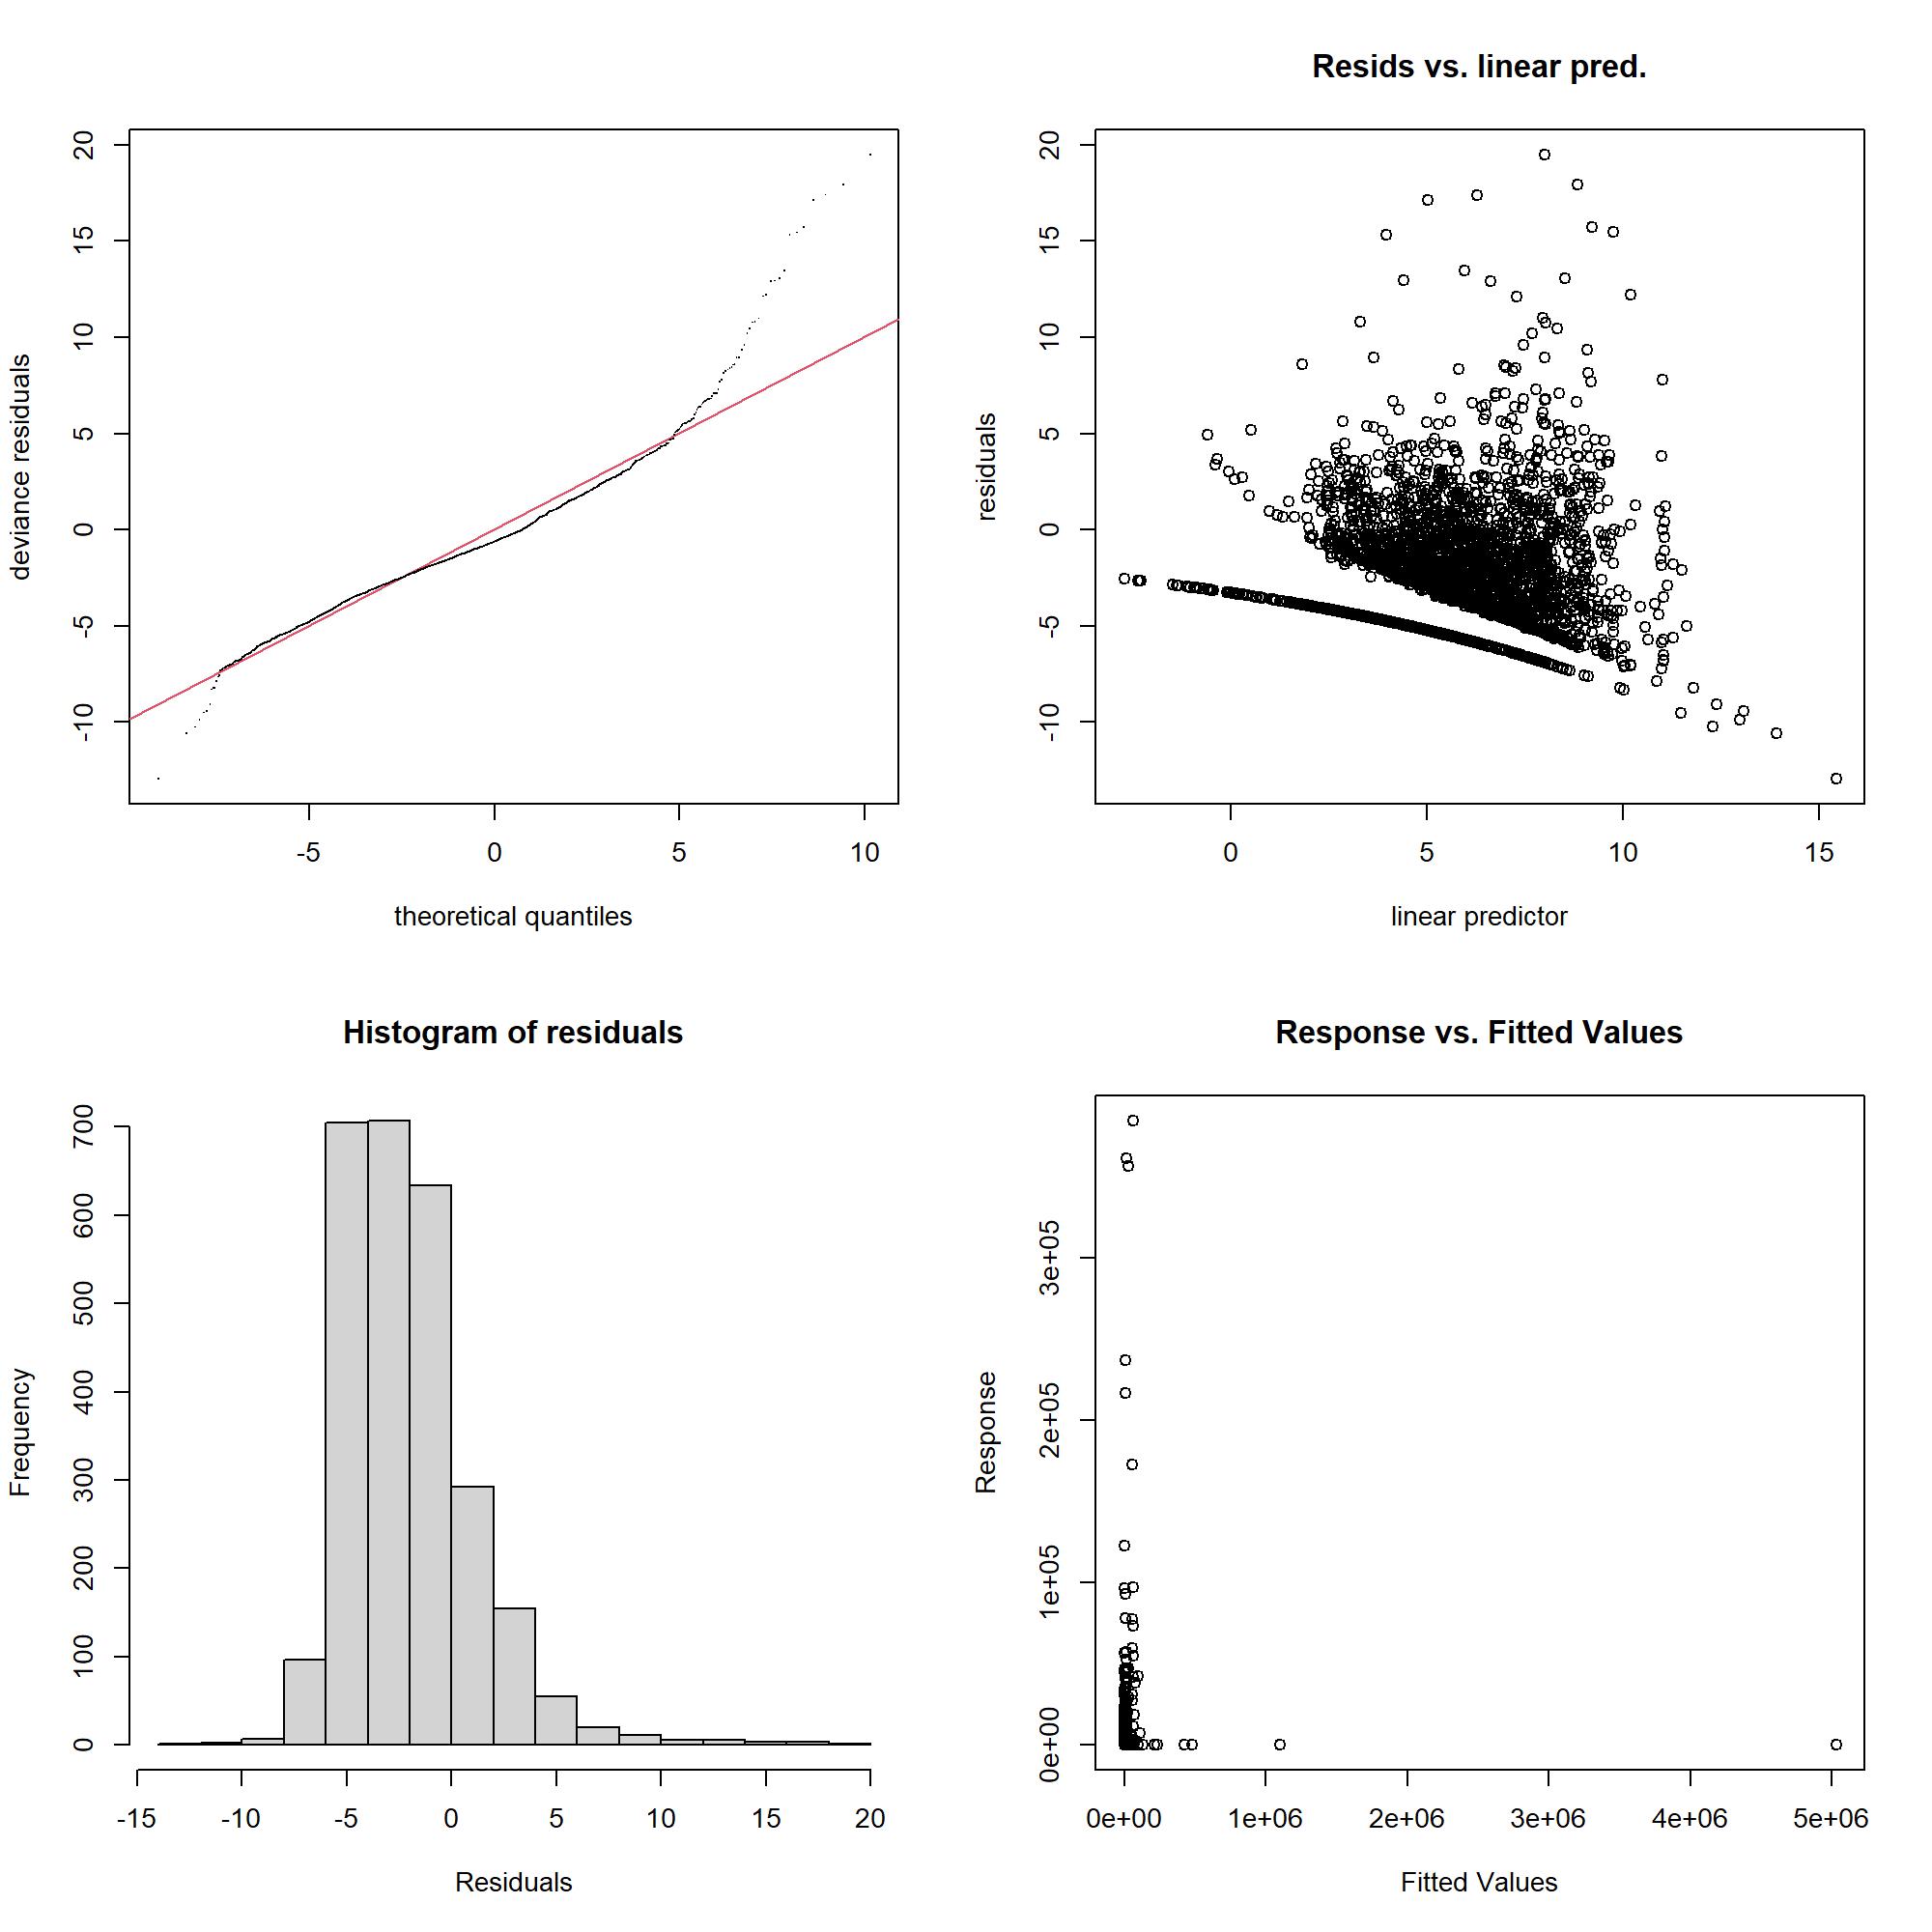 deviance residuals
20
15
10
5
0
-5
-10
-5
0
5
10
theoretical quantiles
Resids vs. linear pred.
residuals
20
15
10
5
0
-5
-10
0
5
10
15
linear predictor
Histogram of residuals
Frequency
700
600
500
400
300
200
100
0
-15
-10
-5
0
5
10
15
20
Residuals
Response vs. Fitted Values
Response
3e+05
2e+05
1e+05
0e+00
0e+00
1e+06
2e+06
3e+06
4e+06
5e+06
Fitted Values